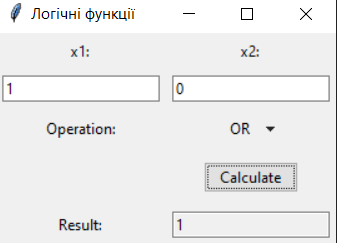 Логічні функції
x1: x2:
1 0
Operation: OR
Calculate
Result: 1